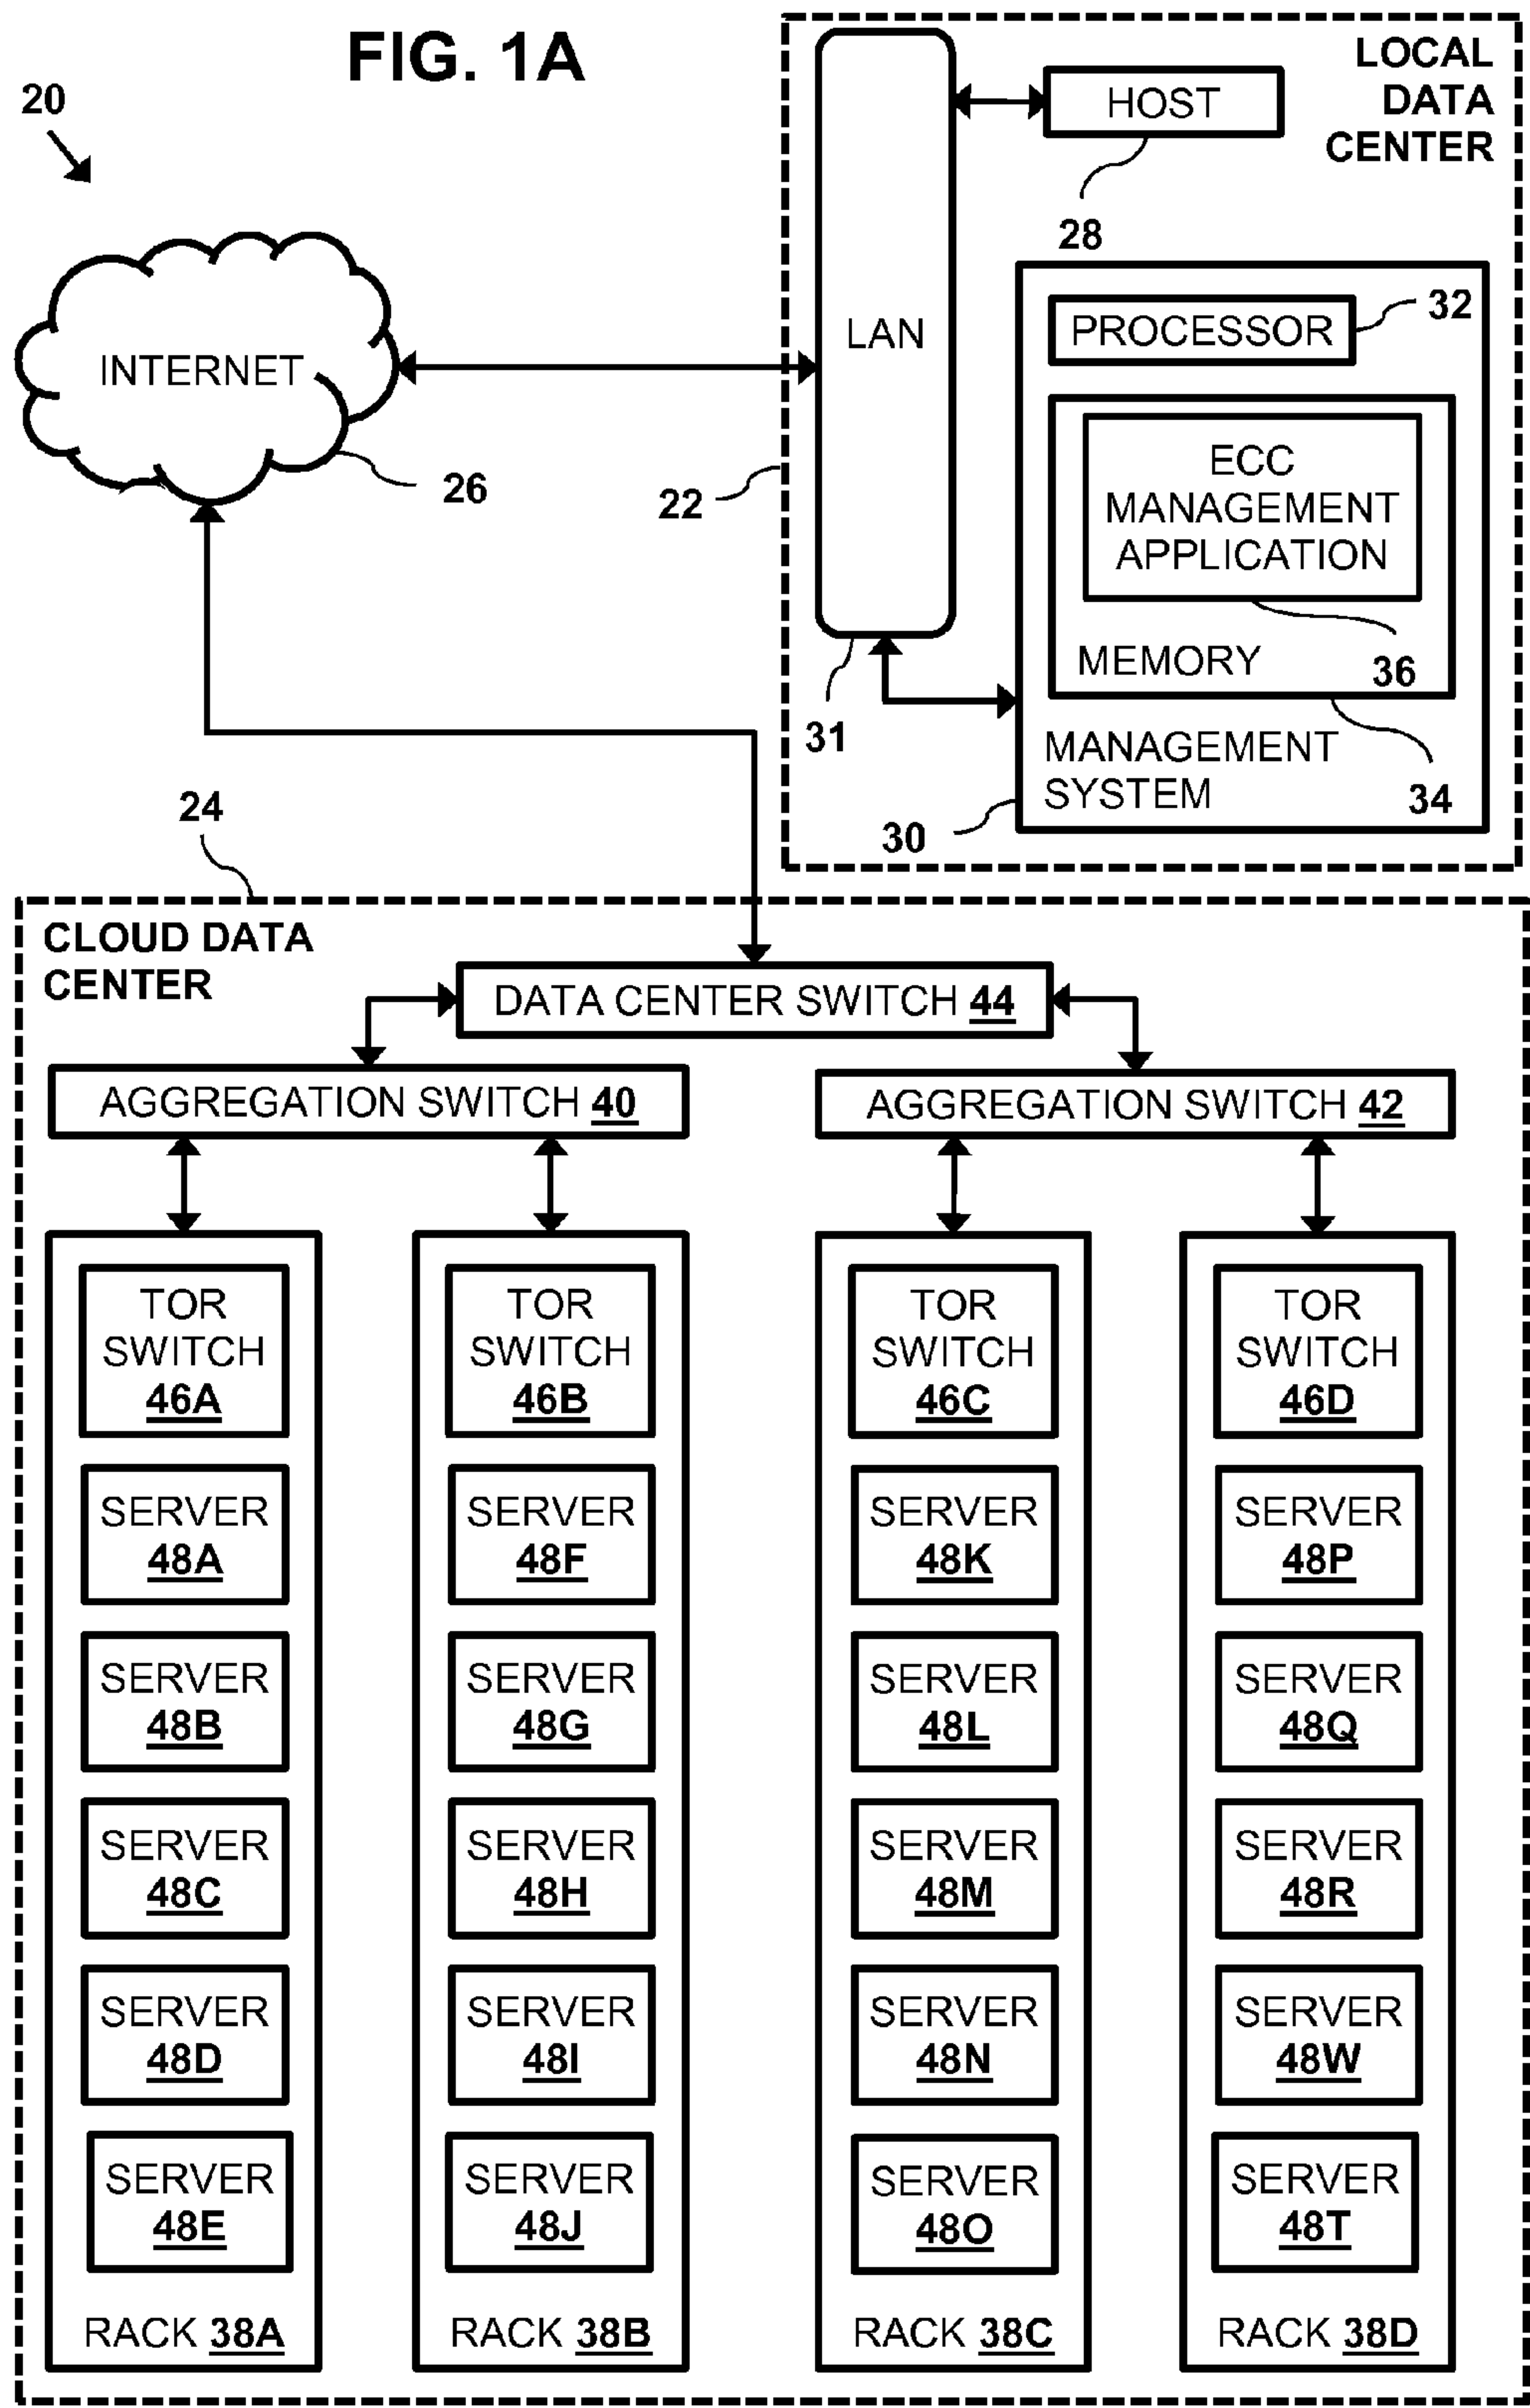 FIG. 1A
20
LOCAL
DATA
CENTER
HOST
28
LAN
PROCESSOR
32
INTERNET
26
22
ECC
MANAGEMENT
APPLICATION
36
MEMORY
31
MANAGEMENT
SYSTEM
34
30
24
CLOUD DATA
CENTER
DATA CENTER SWITCH 44
AGGREGATION SWITCH 40
AGGREGATION SWITCH 42
TOR
SWITCH
46A
SERVER
48A
SERVER
48B
SERVER
48C
SERVER
48D
SERVER
48E
RACK 38A
TOR
SWITCH
46B
SERVER
48F
SERVER
48G
SERVER
48H
SERVER
48I
SERVER
48J
RACK 38B
TOR
SWITCH
46C
SERVER
48K
SERVER
48L
SERVER
48M
SERVER
48N
SERVER
48O
RACK 38C
TOR
SWITCH
46D
SERVER
48P
SERVER
48Q
SERVER
48R
SERVER
48W
SERVER
48T
RACK 38D